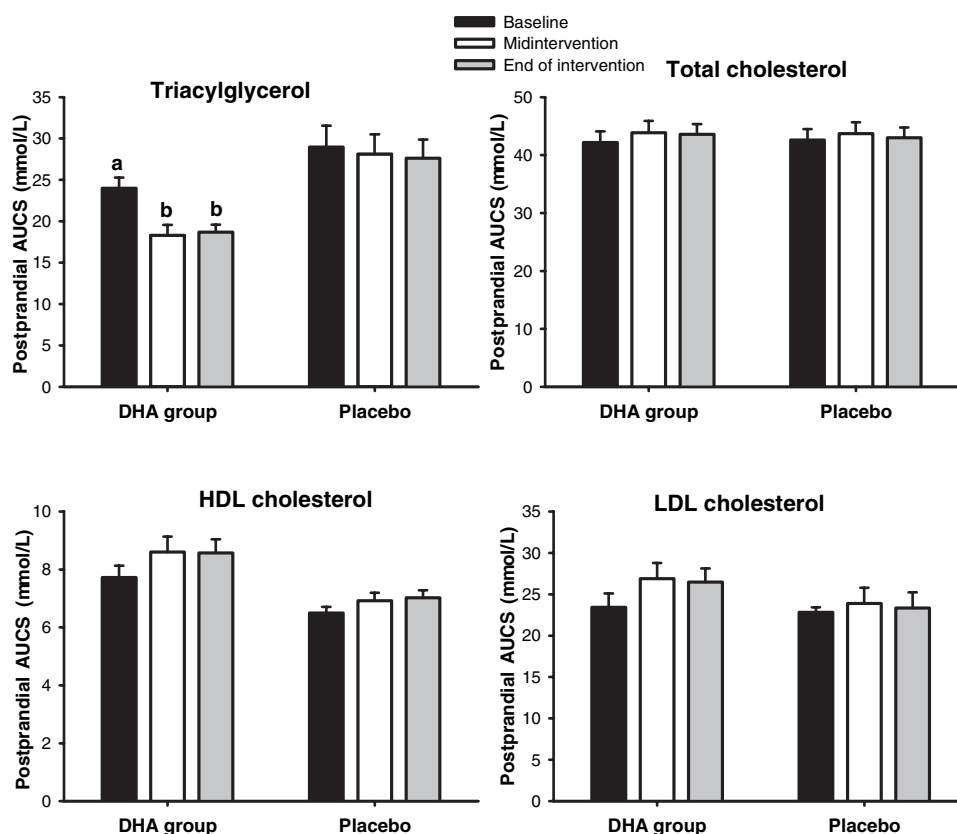 Baseline
Midintervention
End of intervention
Triacylglycerol
Postprandial AUCS (mmol/L)
35
30
25
20
15
10
5
0
a
b
b
DHA group
Placebo
Total cholesterol
Postprandial AUCS (mmol/L)
50
40
30
20
10
0
DHA group
Placebo
HDL cholesterol
Postprandial AUCS (mmol/L)
10
8
6
4
2
0
DHA group
Placebo
LDL cholesterol
Postprandial AUCS (mmol/L)
35
30
25
20
15
10
5
0
DHA group
Placebo